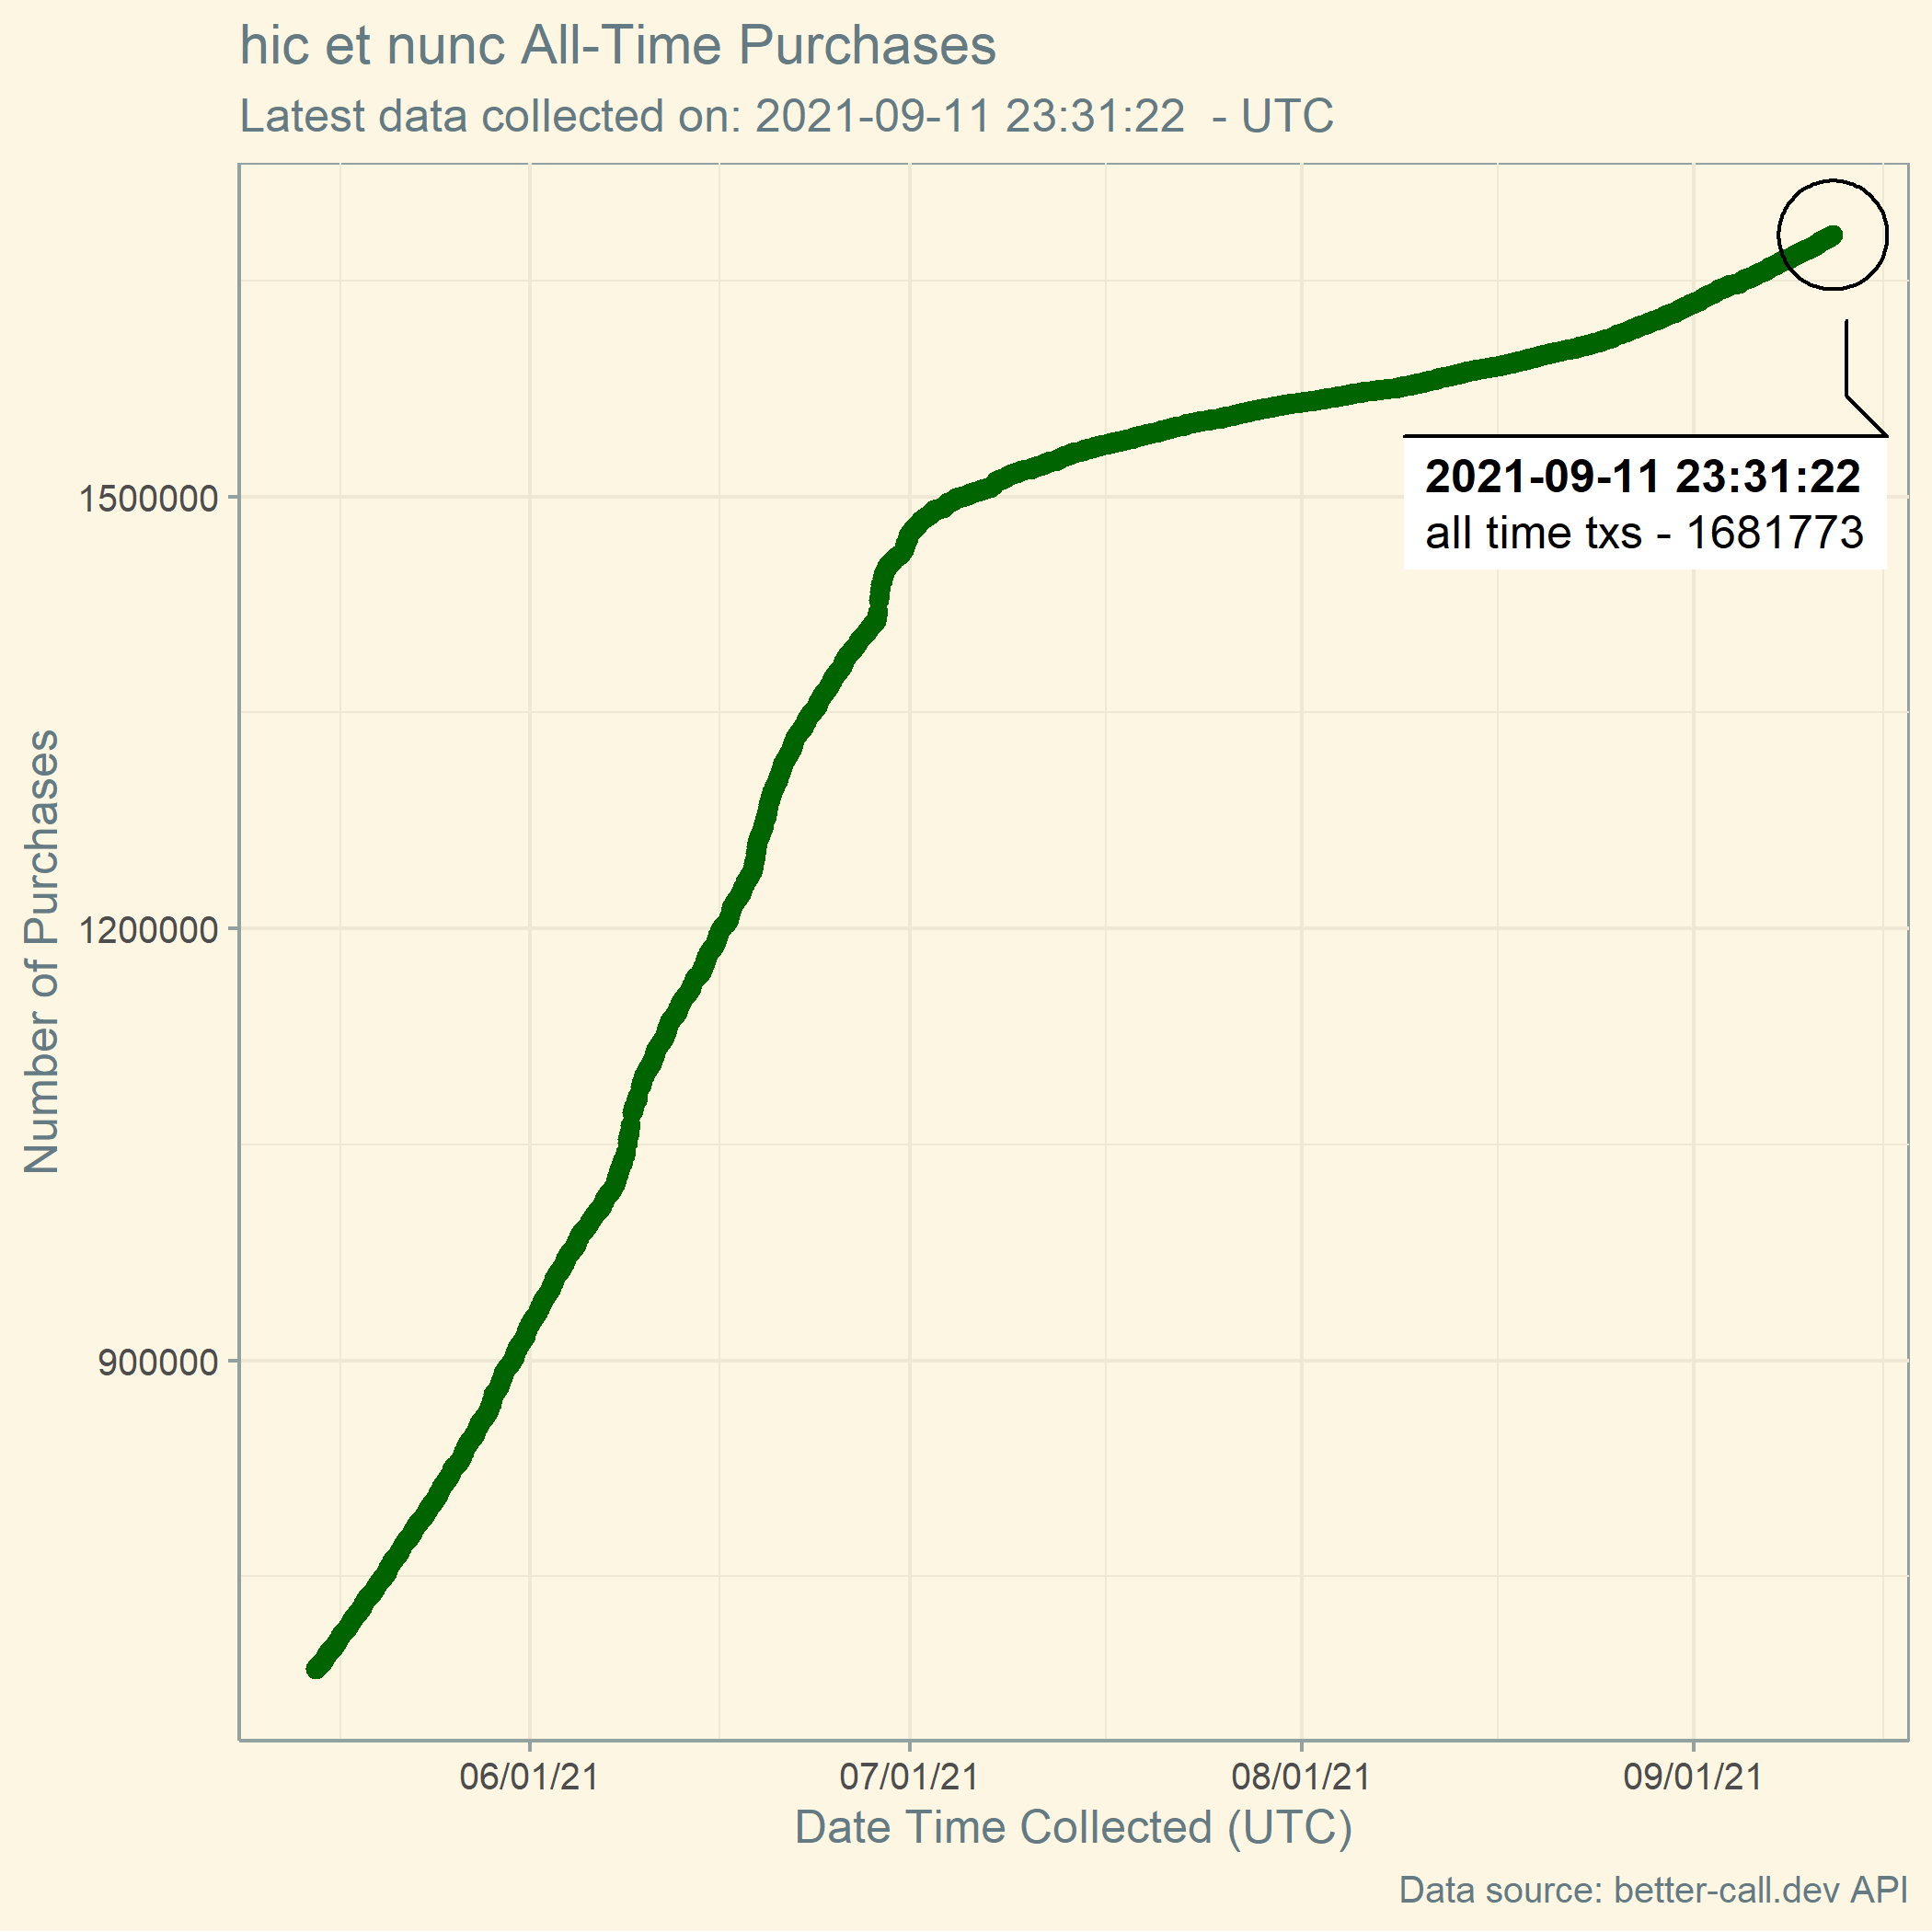 hic et nunc All-Time Purchases
Latest data collected on: 2021-09-11 23:31:22  - UTC
Number of Purchases
1500000
1200000
900000
2021-09-11 23:31:22
all time txs - 1681773
06/01/21
07/01/21
08/01/21
09/01/21
Date Time Collected (UTC)
Data source: better-call.dev API